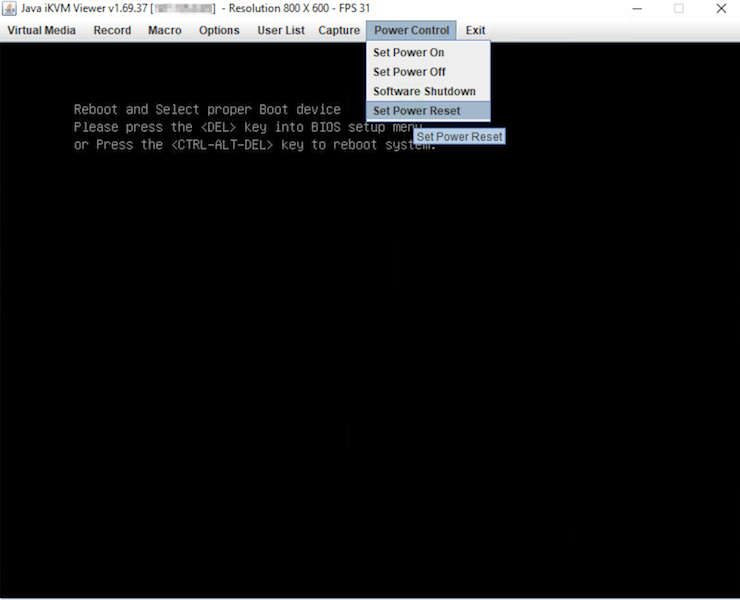 Java iKVM Viewer v1.69.37 [ ] - Resolution 800 X 600 - FPS 31
Virtual Media Record Macro Options User List Capture Power Control Exit
Set Power On
Set Power Off
Software Shutdown
Set Power Reset
Set Power Reset
Reboot and Select proper Boot device
Please press the <DEL> key into BIOS setup menu
or Press the <CTRL-ALT-DEL> key to reboot system.